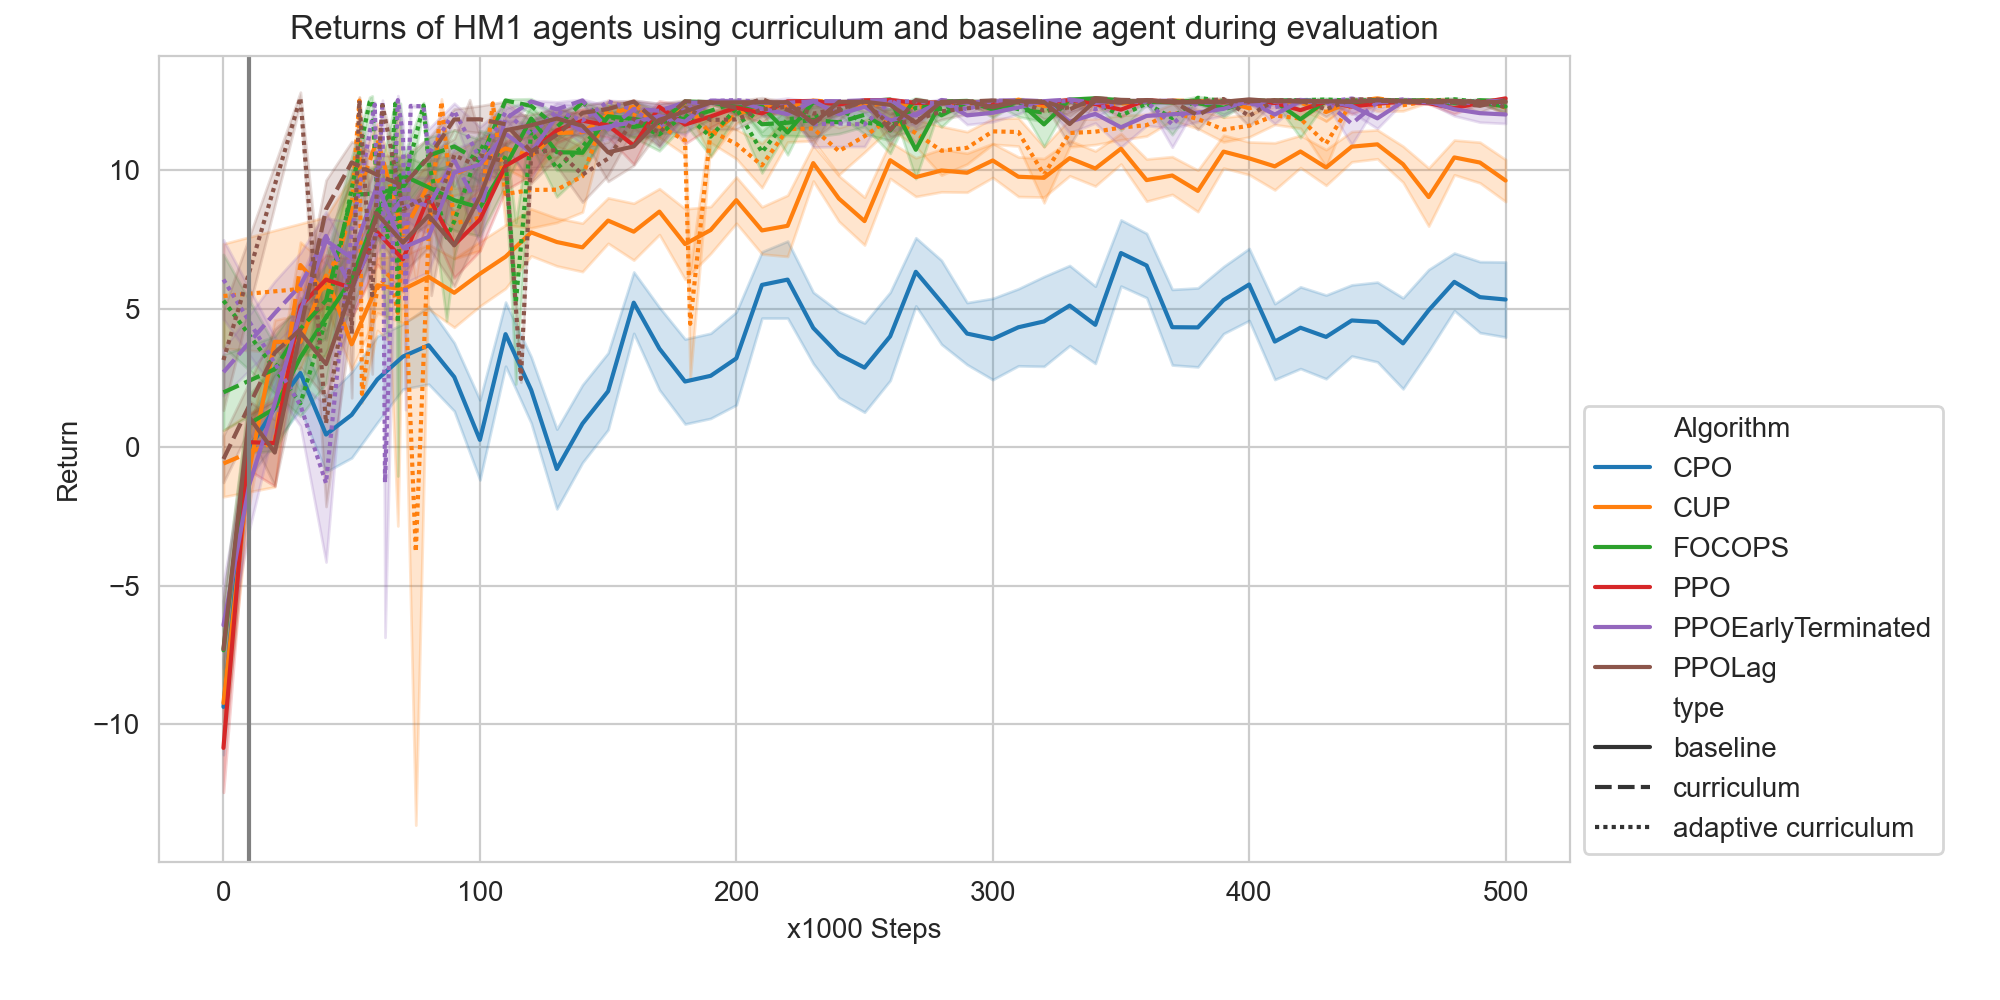 Returns of HM1 agents using curriculum and baseline agent during evaluation
Return
10
5
0
−5
−10
0 100 200 300 400 500
x1000 Steps
Algorithm
CPO
CUP
FOCOPS
PPO
PPOEarlyTerminated
PPOLag
type
baseline
curriculum
adaptive curriculum